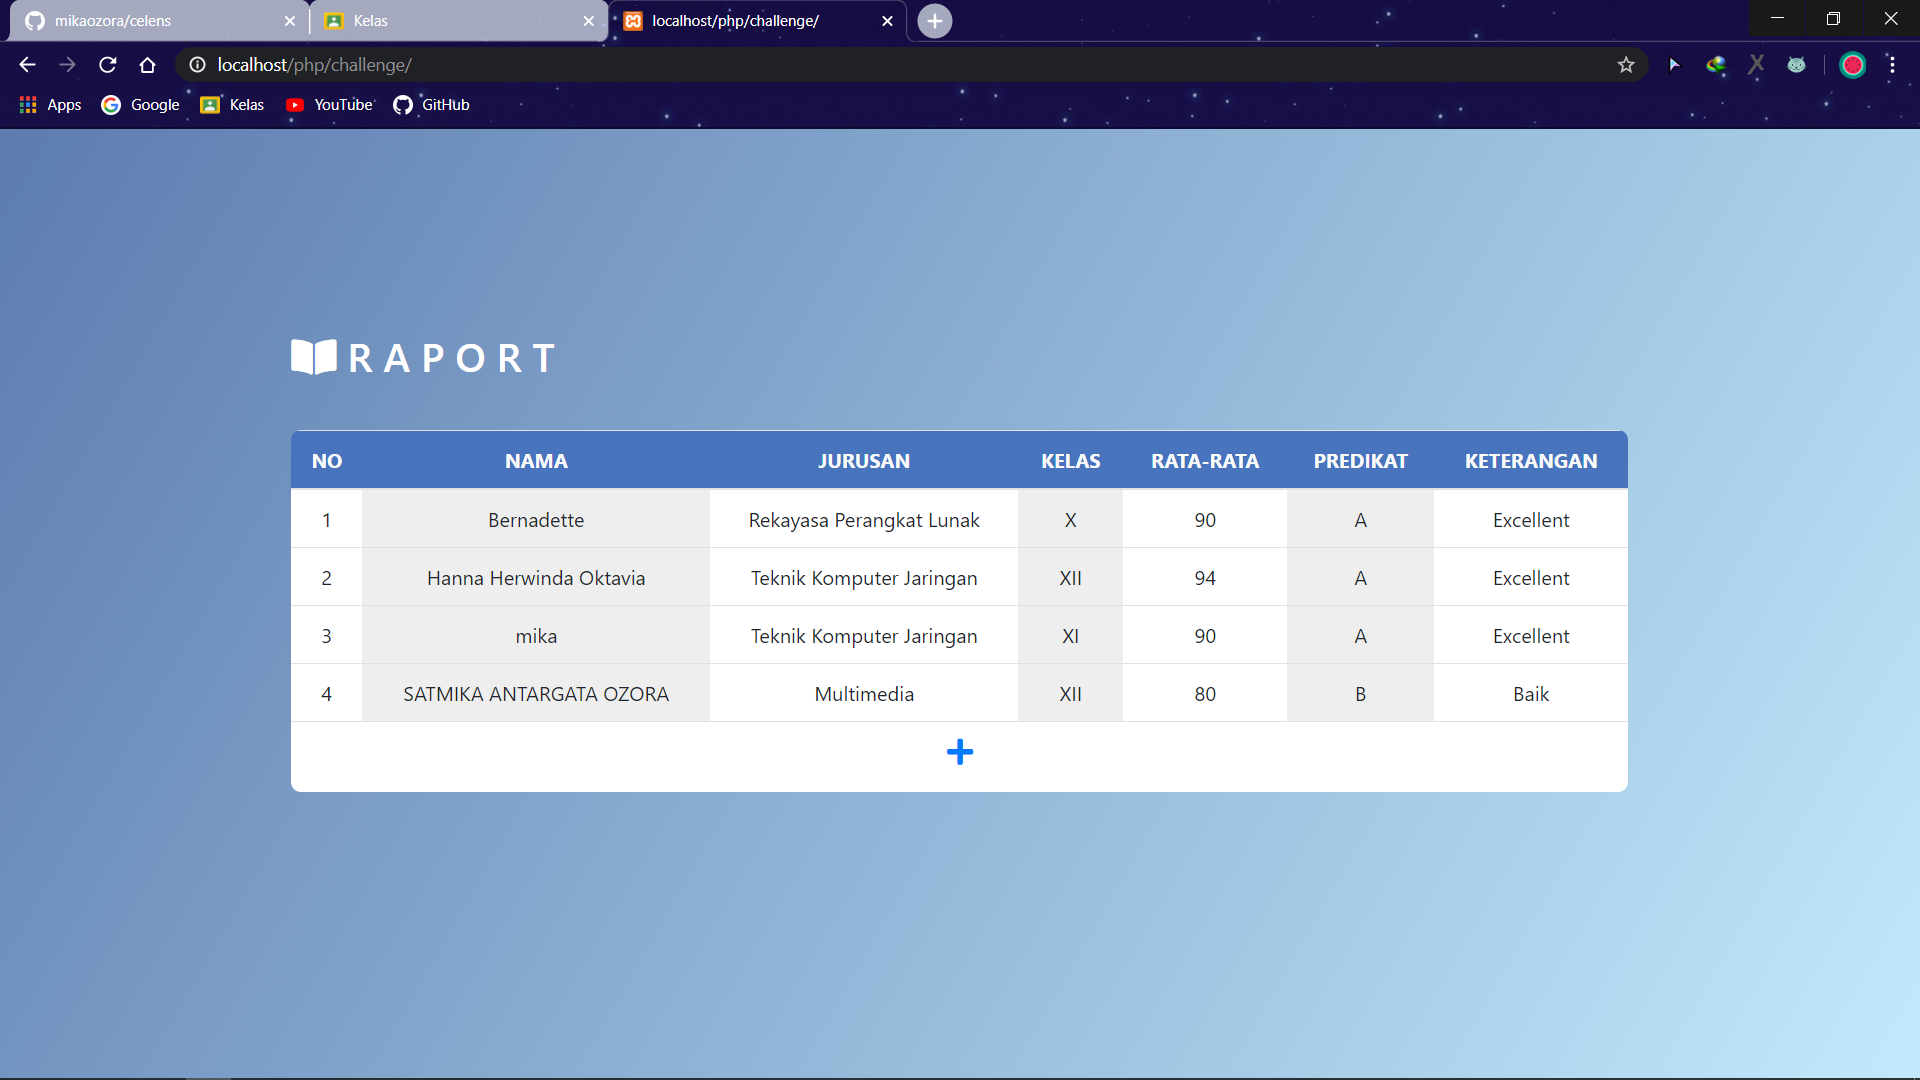 mikaozora/celens
Kelas
localhost/php/challenge/
localhost/php/challenge/
Apps Google Kelas YouTube GitHub
RAPORT
NO NAMA JURUSAN KELAS RATA-RATA PREDIKAT KETERANGAN
1 Bernadette Rekayasa Perangkat Lunak X 90 A Excellent
2 Hanna Herwinda Oktavia Teknik Komputer Jaringan XII 94 A Excellent
3 mika Teknik Komputer Jaringan XI 90 A Excellent
4 SATMIKA ANTARGATA OZORA Multimedia XII 80 B Baik